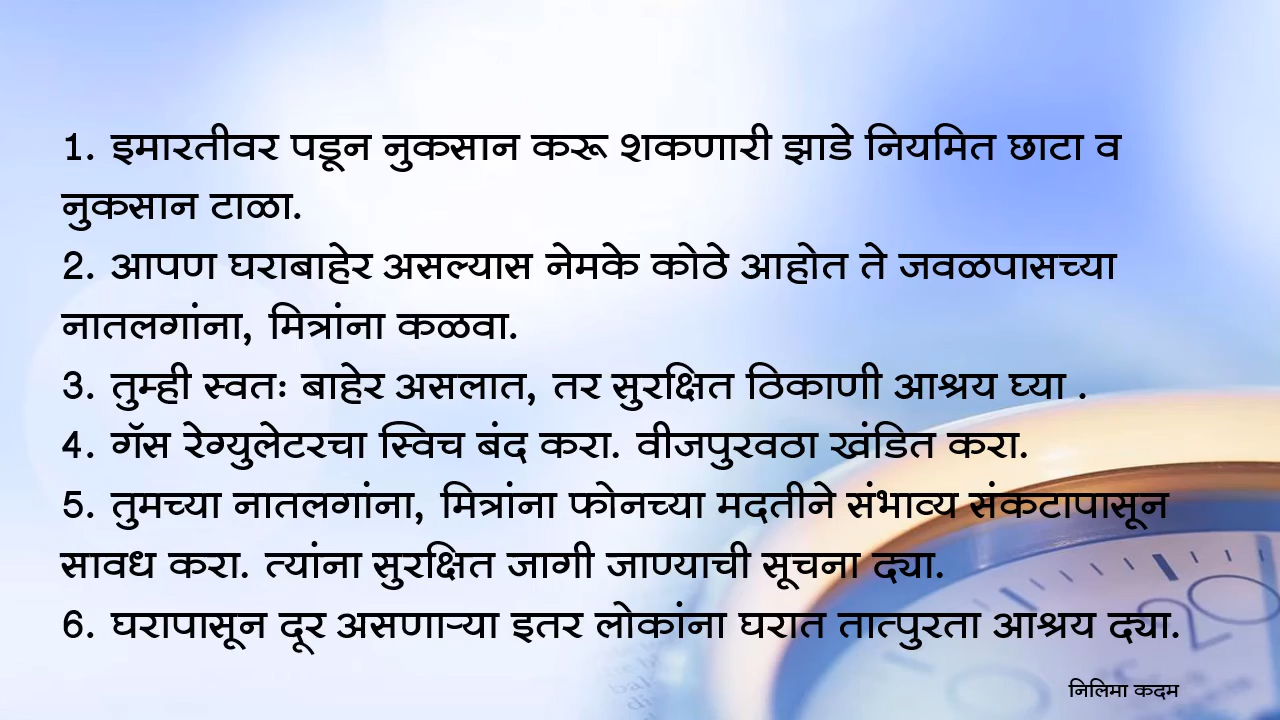 1. इमारतीवर पडून नुकसान करू शकणारी झाडे नियमित छाटा व
नुकसान टाळा.
2. आपण घराबाहेर असल्यास नेमके कोठे आहोत ते जवळपासच्या
नातलगांना, मित्रांना कळवा.
3. तुम्ही स्वतः बाहेर असलात, तर सुरक्षित ठिकाणी आश्रय घ्या .
4. गॅस रेग्युलेटरचा स्विच बंद करा. वीजपुरवठा खंडित करा.
5. तुमच्या नातलगांना, मित्रांना फोनच्या मदतीने संभाव्य संकटापासून
सावध करा. त्यांना सुरक्षित जागी जाण्याची सूचना द्या.
6. घरापासून दूर असणाऱ्या इतर लोकांना घरात तात्पुरता आश्रय द्या.
निलिमा कदम